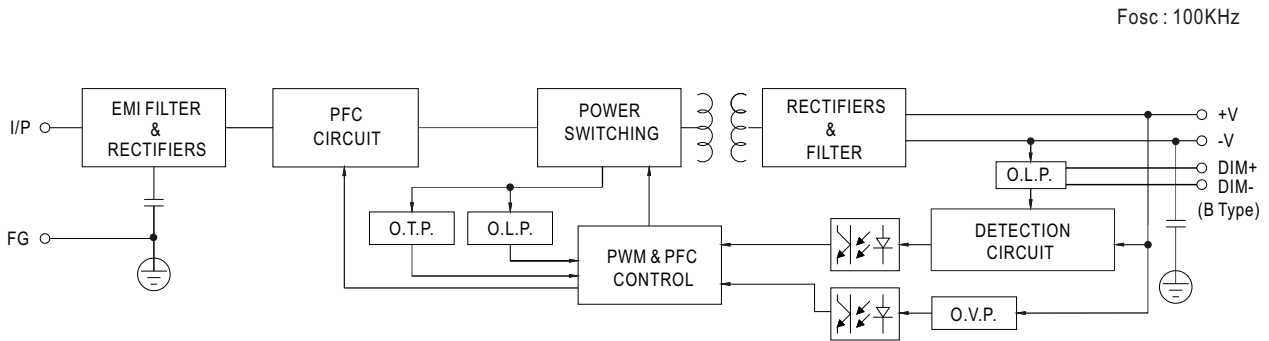 Fosc : 100KHz
I/P
EMI FILTER
&
RECTIFIERS
PFC
CIRCUIT
POWER
SWITCHING
RECTIFIERS
&
FILTER
+V
-V
DIM+
DIM-
(B Type)
O.L.P.
FG
O.T.P.
O.L.P.
PWM & PFC
CONTROL
DETECTION
CIRCUIT
O.V.P.